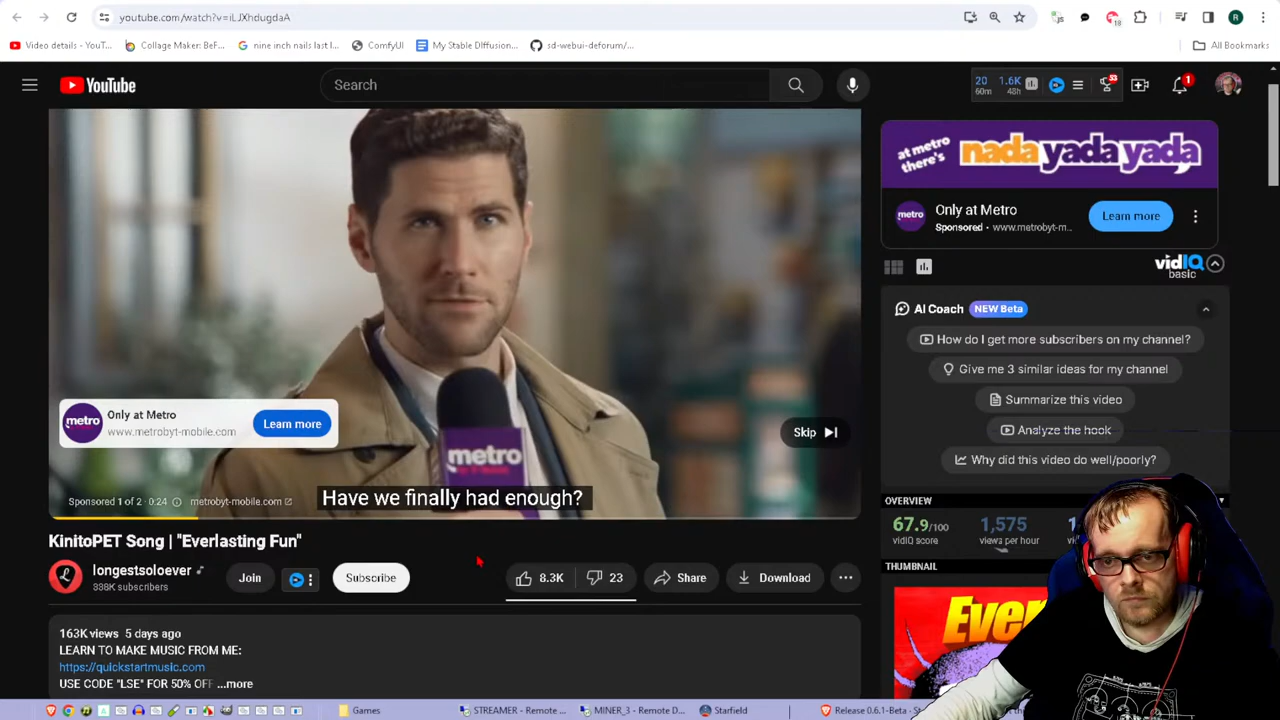 youtube.com/watch?v=iLJXhdugdaA
18
R
Video details - YouT...
Collage Maker: BeF...
nine inch nails last l...
ComfyUI
My Stable DIffusion...
sd-webui-deforum/...
All Bookmarks
YouTube
Search
20
60m
1.6K
48h
53
1
at metro there's
nada yada yada
metro
Only at Metro
Sponsored • www.metrobyt-m...
Learn more
vidIQ
basic
AI Coach NEW Beta
How do I get more subscribers on my channel?
Give me 3 similar ideas for my channel
Summarize this video
Analyze the hook
Why did this video do well/poorly?
metro
Only at Metro
www.metrobyt-mobile.com
Learn more
Skip
metro
Sponsored 1 of 2 · 0:24
metrobyt-mobile.com
Have we finally had enough?
OVERVIEW
67.9/100
vidIQ score
1,575
views per hour
THUMBNAIL
KinitoPET Song | "Everlasting Fun"
longestsoloever
338K subscribers
Join
Subscribe
8.3K
23
Share
Download
163K views 5 days ago
LEARN TO MAKE MUSIC FROM ME:
https://quickstartmusic.com
USE CODE "LSE" FOR 50% OFF ...more
Games
STREAMER - Remote ...
MINER_3 - Remote D...
Starfield
Release 0.6.1-Beta - S